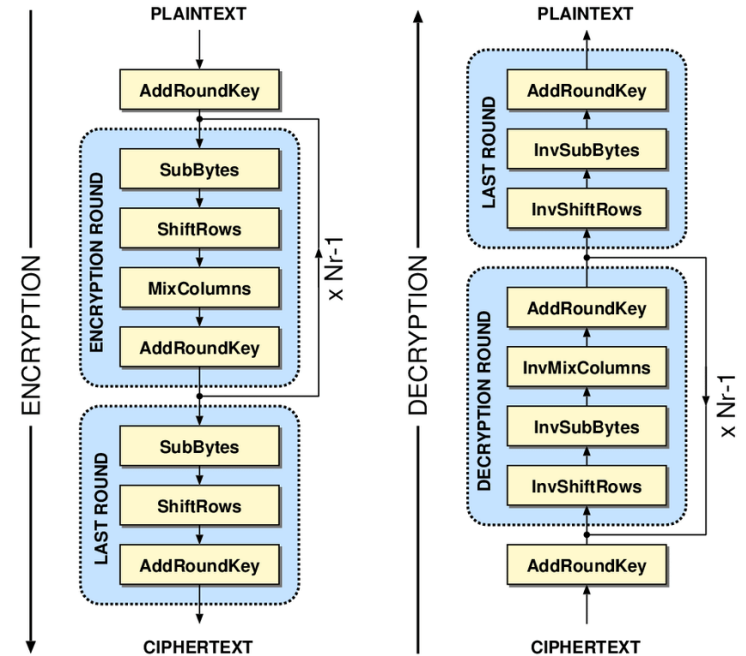 PLAINTEXT
AddRoundKey
SubBytes
ShiftRows
MixColumns
AddRoundKey
ENCRYPTION ROUND
x Nr-1
ENCRYPTION
SubBytes
ShiftRows
AddRoundKey
LAST ROUND
CIPHERTEXT
PLAINTEXT
AddRoundKey
InvSubBytes
InvShiftRows
LAST ROUND
AddRoundKey
InvMixColumns
InvSubBytes
InvShiftRows
DECRYPTION ROUND
x Nr-1
DECRYPTION
AddRoundKey
CIPHERTEXT